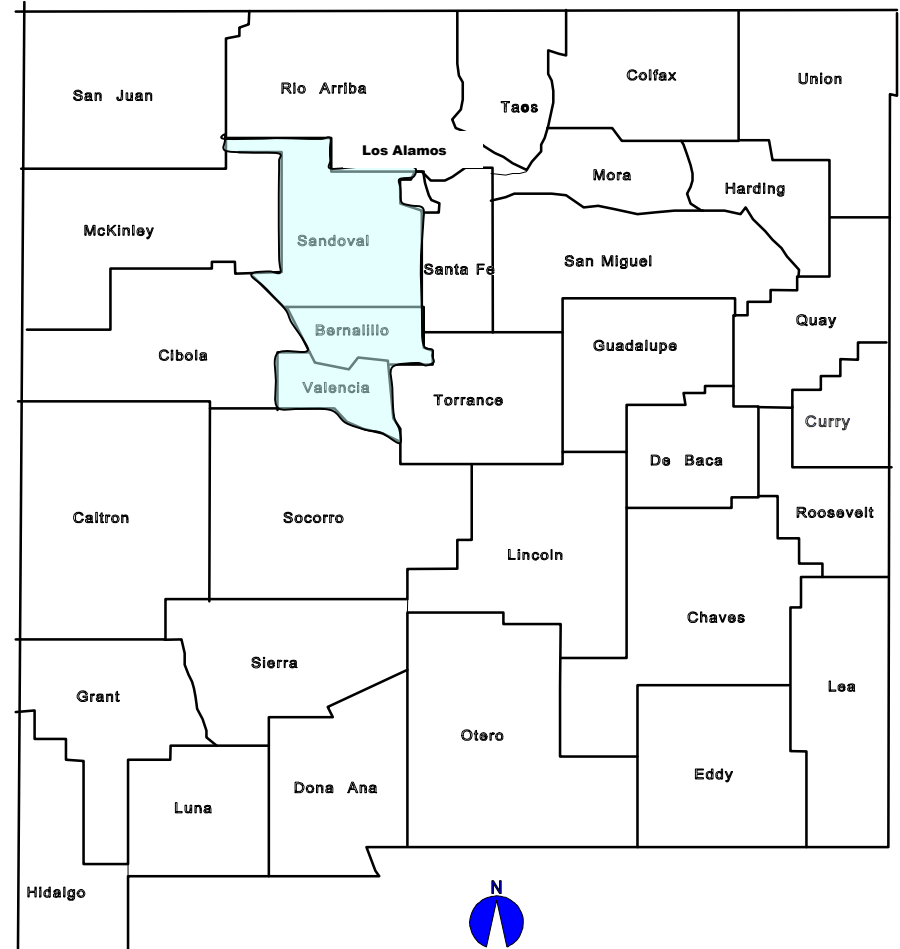 Colfax
Union
San Juan
Rio Arriba
Taos
Los Alamos
Mora
Harding
McKinley
Sandoval
Santa Fe
San Miguel
Bernalillo
Quay
Guadalupe
Cibola
Valencia
Torrance
Curry
De Baca
Roosevelt
Caltron
Socorro
Lincoln
Chaves
Sierra
Lea
Grant
Otero
Eddy
Dona Ana
Luna
Hidalgo
N